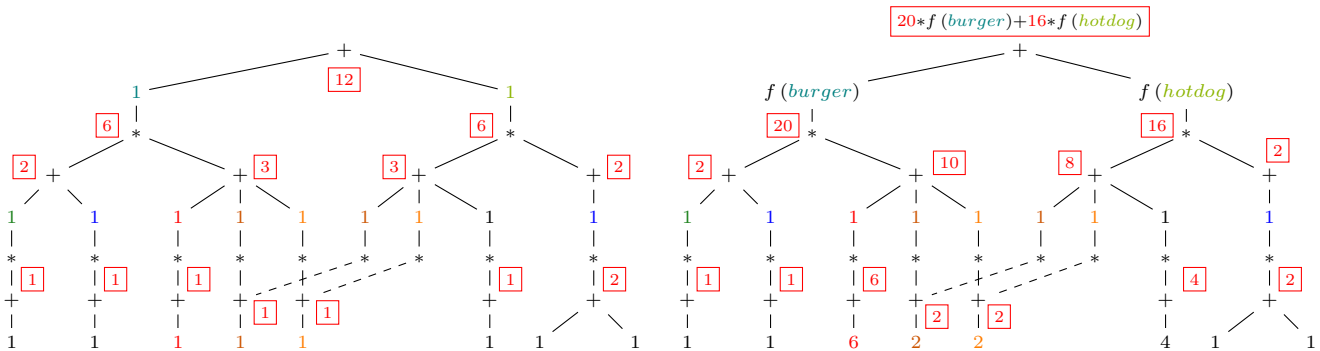 20*f (burger)+16*f (hotdog)
+ +
12
1 1 f (burger) f (hotdog)
6 * 6 * 20 * 16 *
2 + 3 + 3 + 2 + 2 + 10 + 8 + 2 +
1 1 1 1 1 1 1 1 1 1 1 1 1 1 1 1 1 1
* * * * * * * * * * * * * * * * * *
1 1 1 1 2 1 1 6 4 2
+ + + + + + + + + + + + + +
1 1 2 2
1 1 1 1 1 1 1 1 1 1 6 2 2 4 1 1